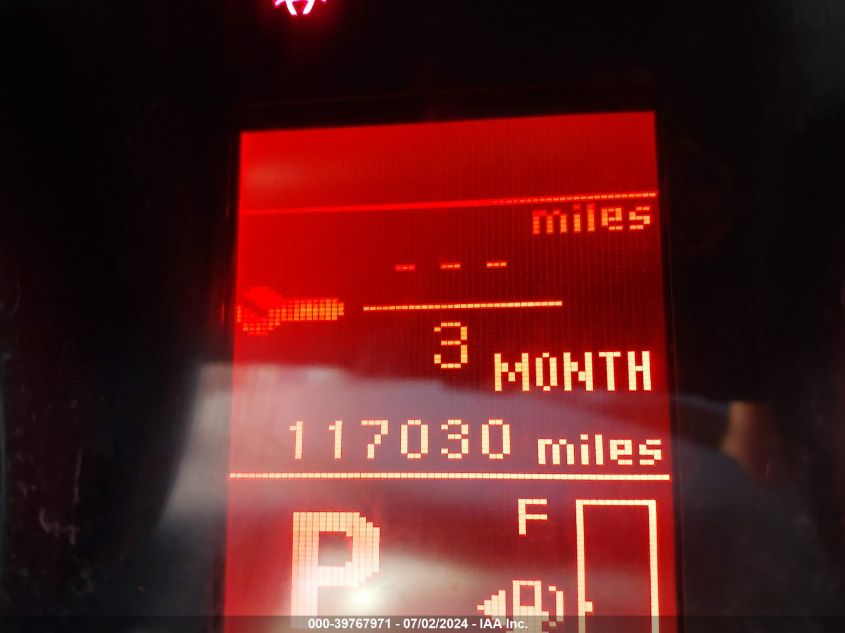 miles
- - -
3 MONTH
117030 miles
F
P
000-39767971 - 07/02/2024 - IAA Inc.